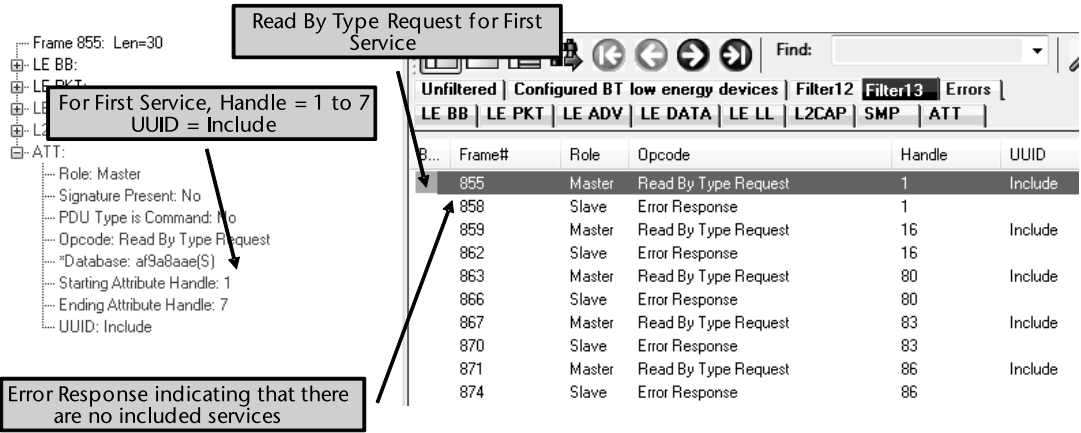 Read By Type Request for First
Service
Frame 855: Len=30
LE BB:
LE PKT:
LE
L2
For First Service, Handle = 1 to 7
UUID = Include
ATT:
Role: Master
Signature Present: No
PDU Type is Command: No
Opcode: Read By Type Request
*Database: af9a8aae(S)
Starting Attribute Handle: 1
Ending Attribute Handle: 7
UUID: Include
Error Response indicating that there
are no included services
Find:
Unfiltered Configured BT low energy devices Filter12 Filter13 Errors
LE BB LE PKT LE ADV LE DATA LE LL L2CAP SMP ATT
B... Frame# Role Opcode Handle UUID
855 Master Read By Type Request 1 Include
858 Slave Error Response 1
859 Master Read By Type Request 16 Include
862 Slave Error Response 16
863 Master Read By Type Request 80 Include
866 Slave Error Response 80
867 Master Read By Type Request 83 Include
870 Slave Error Response 83
871 Master Read By Type Request 86 Include
874 Slave Error Response 86